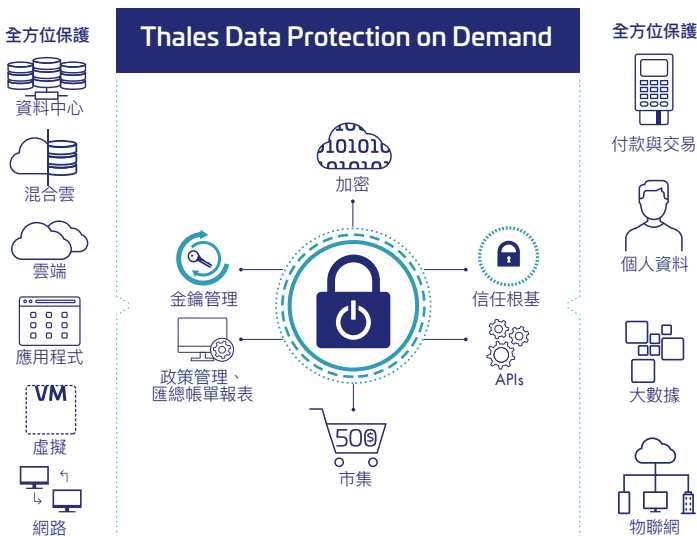 Thales Data Protection on Demand
全方位保護
資料中心
混合雲
雲端
應用程式
VM
虛擬
網路
10101
加密
金鑰管理
政策管理、
匯總帳單報表
信任根基
APIs
50$
市集
全方位保護
付款與交易
個人資料
大數據
物聯網